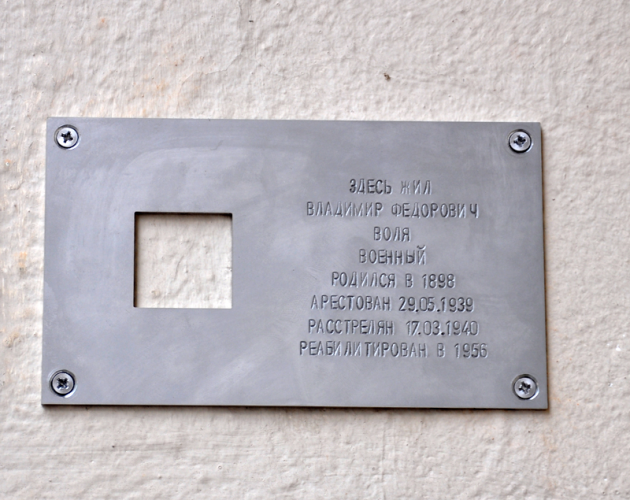 ЗДЕСЬ ЖИЛ
ВЛАДИМИР ФЕДОРОВИЧ
ВОЛЯ
ВОЕННЫЙ
РОДИЛСЯ В 1898
АРЕСТОВАН 29.05.1939
РАССТРЕЛЯН 17.03.1940
РЕАБИЛИТИРОВАН В 1956